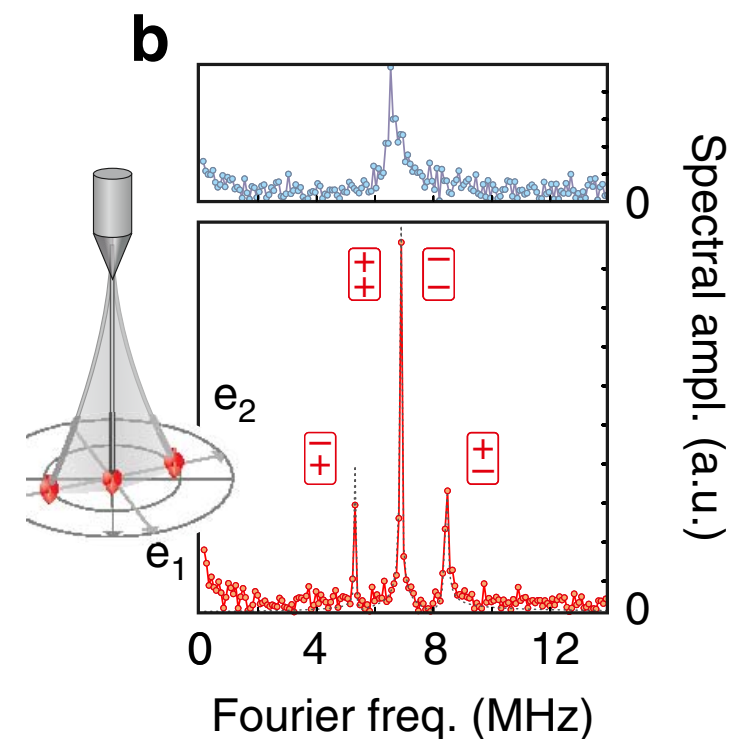 b
0
Spectral ampl. (a.u.)
+ −
+ −
e2
− +
+ −
e1
0
0 4 8 12
Fourier freq. (MHz)